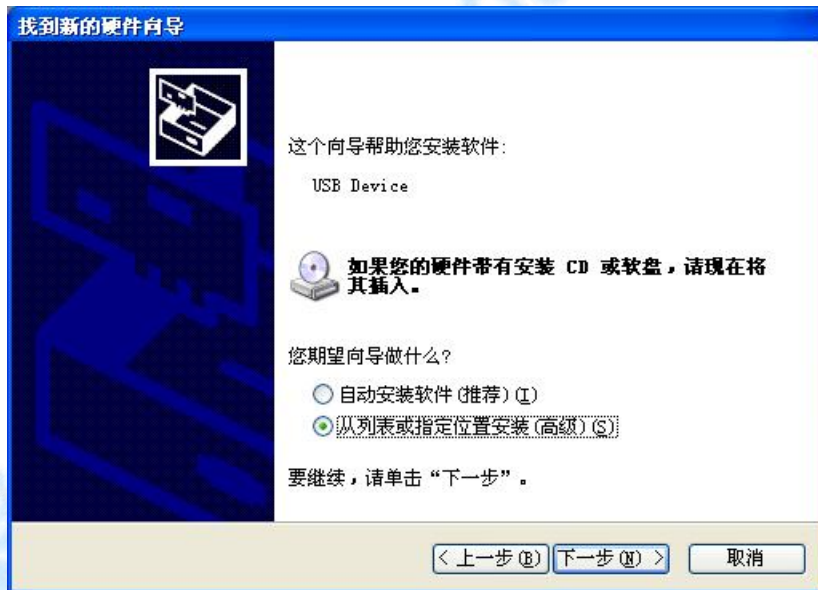 找到新的硬件向导
这个向导帮助您安装软件:
USB Device
如果您的硬件带有安装 CD 或软盘，请现在将
其插入。
您期望向导做什么?
自动安装软件(推荐)(I)
从列表或指定位置安装(高级)(S)
要继续，请单击“下一步”。
< 上一步(B) 下一步(N) > 取消